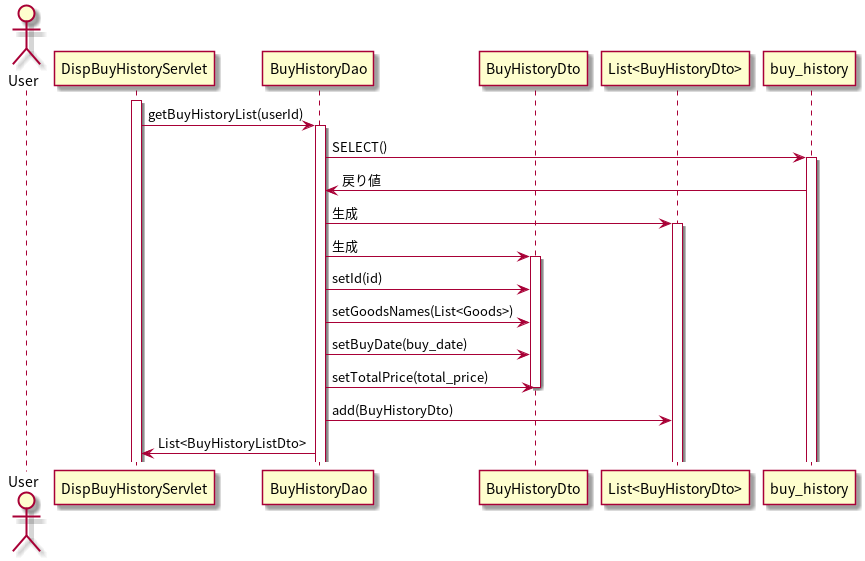 User
DispBuyHistoryServlet
BuyHistoryDao
BuyHistoryDto
List<BuyHistoryDto>
buy_history
getBuyHistoryList(userId)
SELECT()
戻り値
生成
生成
setId(id)
setGoodsNames(List<Goods>)
setBuyDate(buy_date)
setTotalPrice(total_price)
add(BuyHistoryDto)
List<BuyHistoryListDto>
User
DispBuyHistoryServlet
BuyHistoryDao
BuyHistoryDto
List<BuyHistoryDto>
buy_history